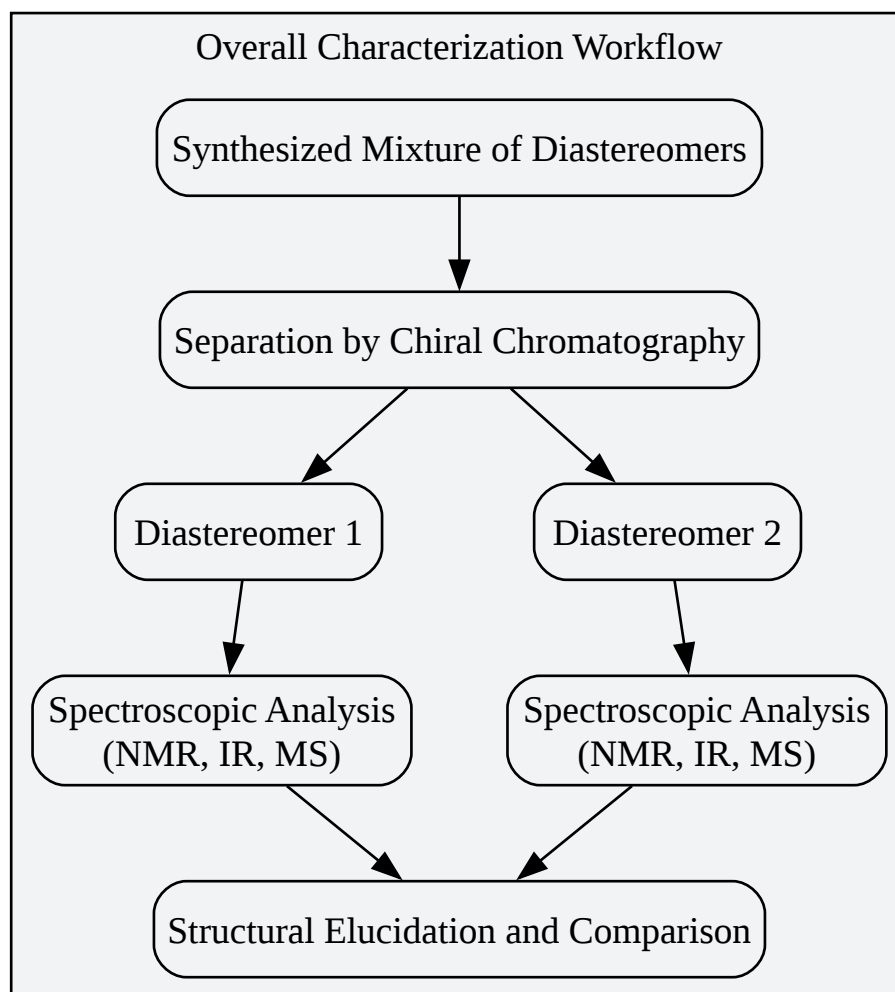 Overall Characterization Workflow
Synthesized Mixture of Diastereomers
Separation by Chiral Chromatography
Diastereomer 1
Diastereomer 2
Spectroscopic Analysis
(NMR, IR, MS)
Spectroscopic Analysis
(NMR, IR, MS)
Structural Elucidation and Comparison